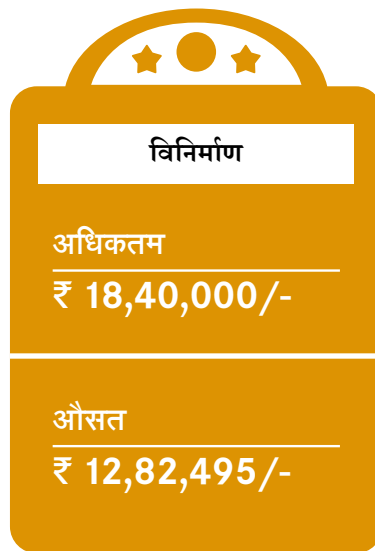 विनिर्माण
अधिकतम
₹ 18,40,000/-
औसत
₹ 12,82,495/-